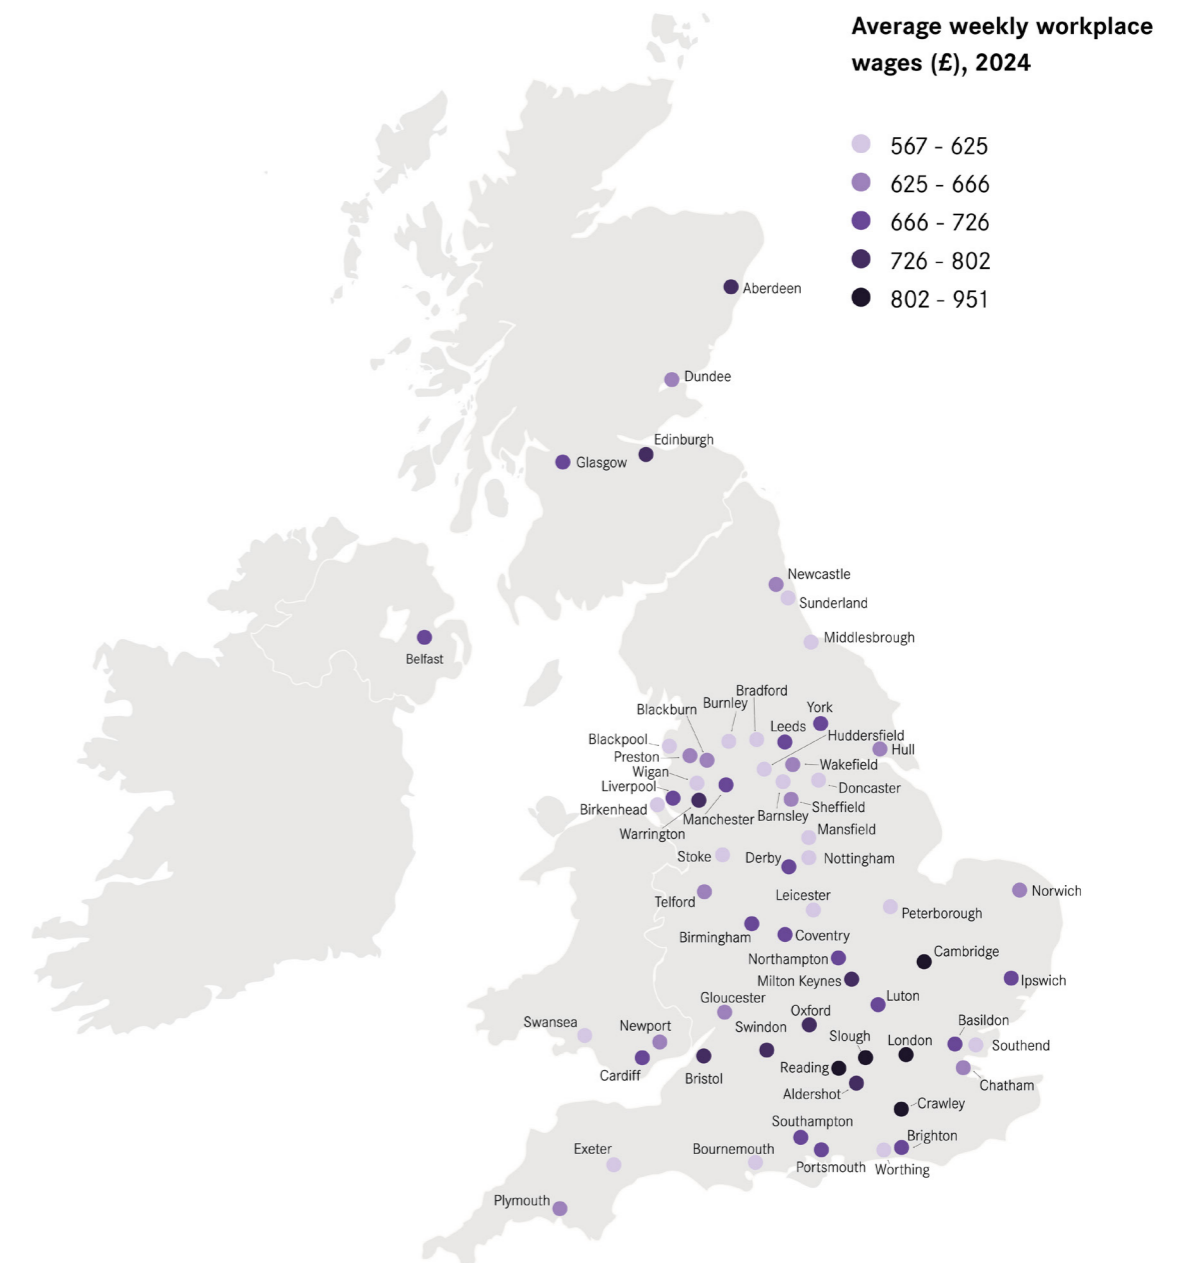 Average weekly workplace
wages (£), 2024
567 - 625
625 - 666
666 - 726
726 - 802
802 - 951
Aberdeen
Dundee
Edinburgh
Glasgow
Newcastle
Sunderland
Middlesbrough
Belfast
Bradford
Burnley
Blackburn
York
Leeds
Huddersfield
Blackpool
Hull
Preston
Wakefield
Wigan
Liverpool
Doncaster
Birkenhead
Sheffield
Barnsley
Manchester
Warrington
Mansfield
Stoke
Derby
Nottingham
Telford
Leicester
Norwich
Peterborough
Birmingham
Coventry
Cambridge
Northampton
Milton Keynes
Ipswich
Gloucester
Luton
Oxford
Swansea
Newport
Swindon
Basildon
Slough
London
Southend
Cardiff
Bristol
Reading
Chatham
Aldershot
Crawley
Southampton
Brighton
Exeter
Bournemouth
Portsmouth
Worthing
Plymouth